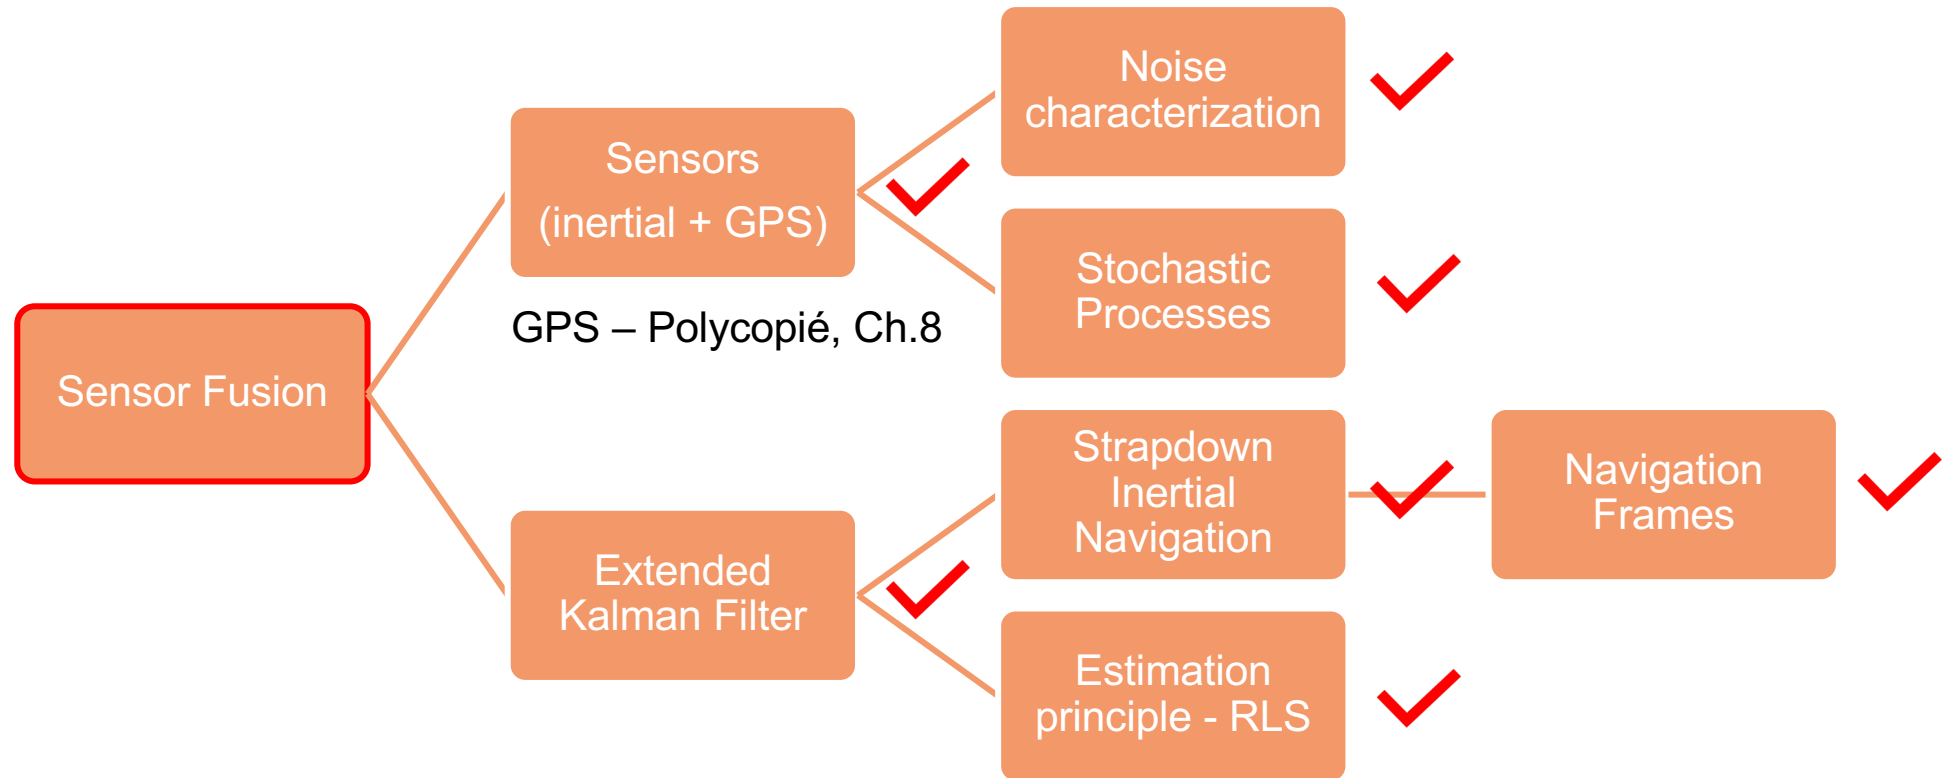 Sensor Fusion
Sensors
(inertial + GPS)
GPS – Polycopié, Ch.8
Extended
Kalman Filter
Noise
characterization
Stochastic
Processes
Strapdown
Inertial
Navigation
Estimation
principle - RLS
Navigation
Frames